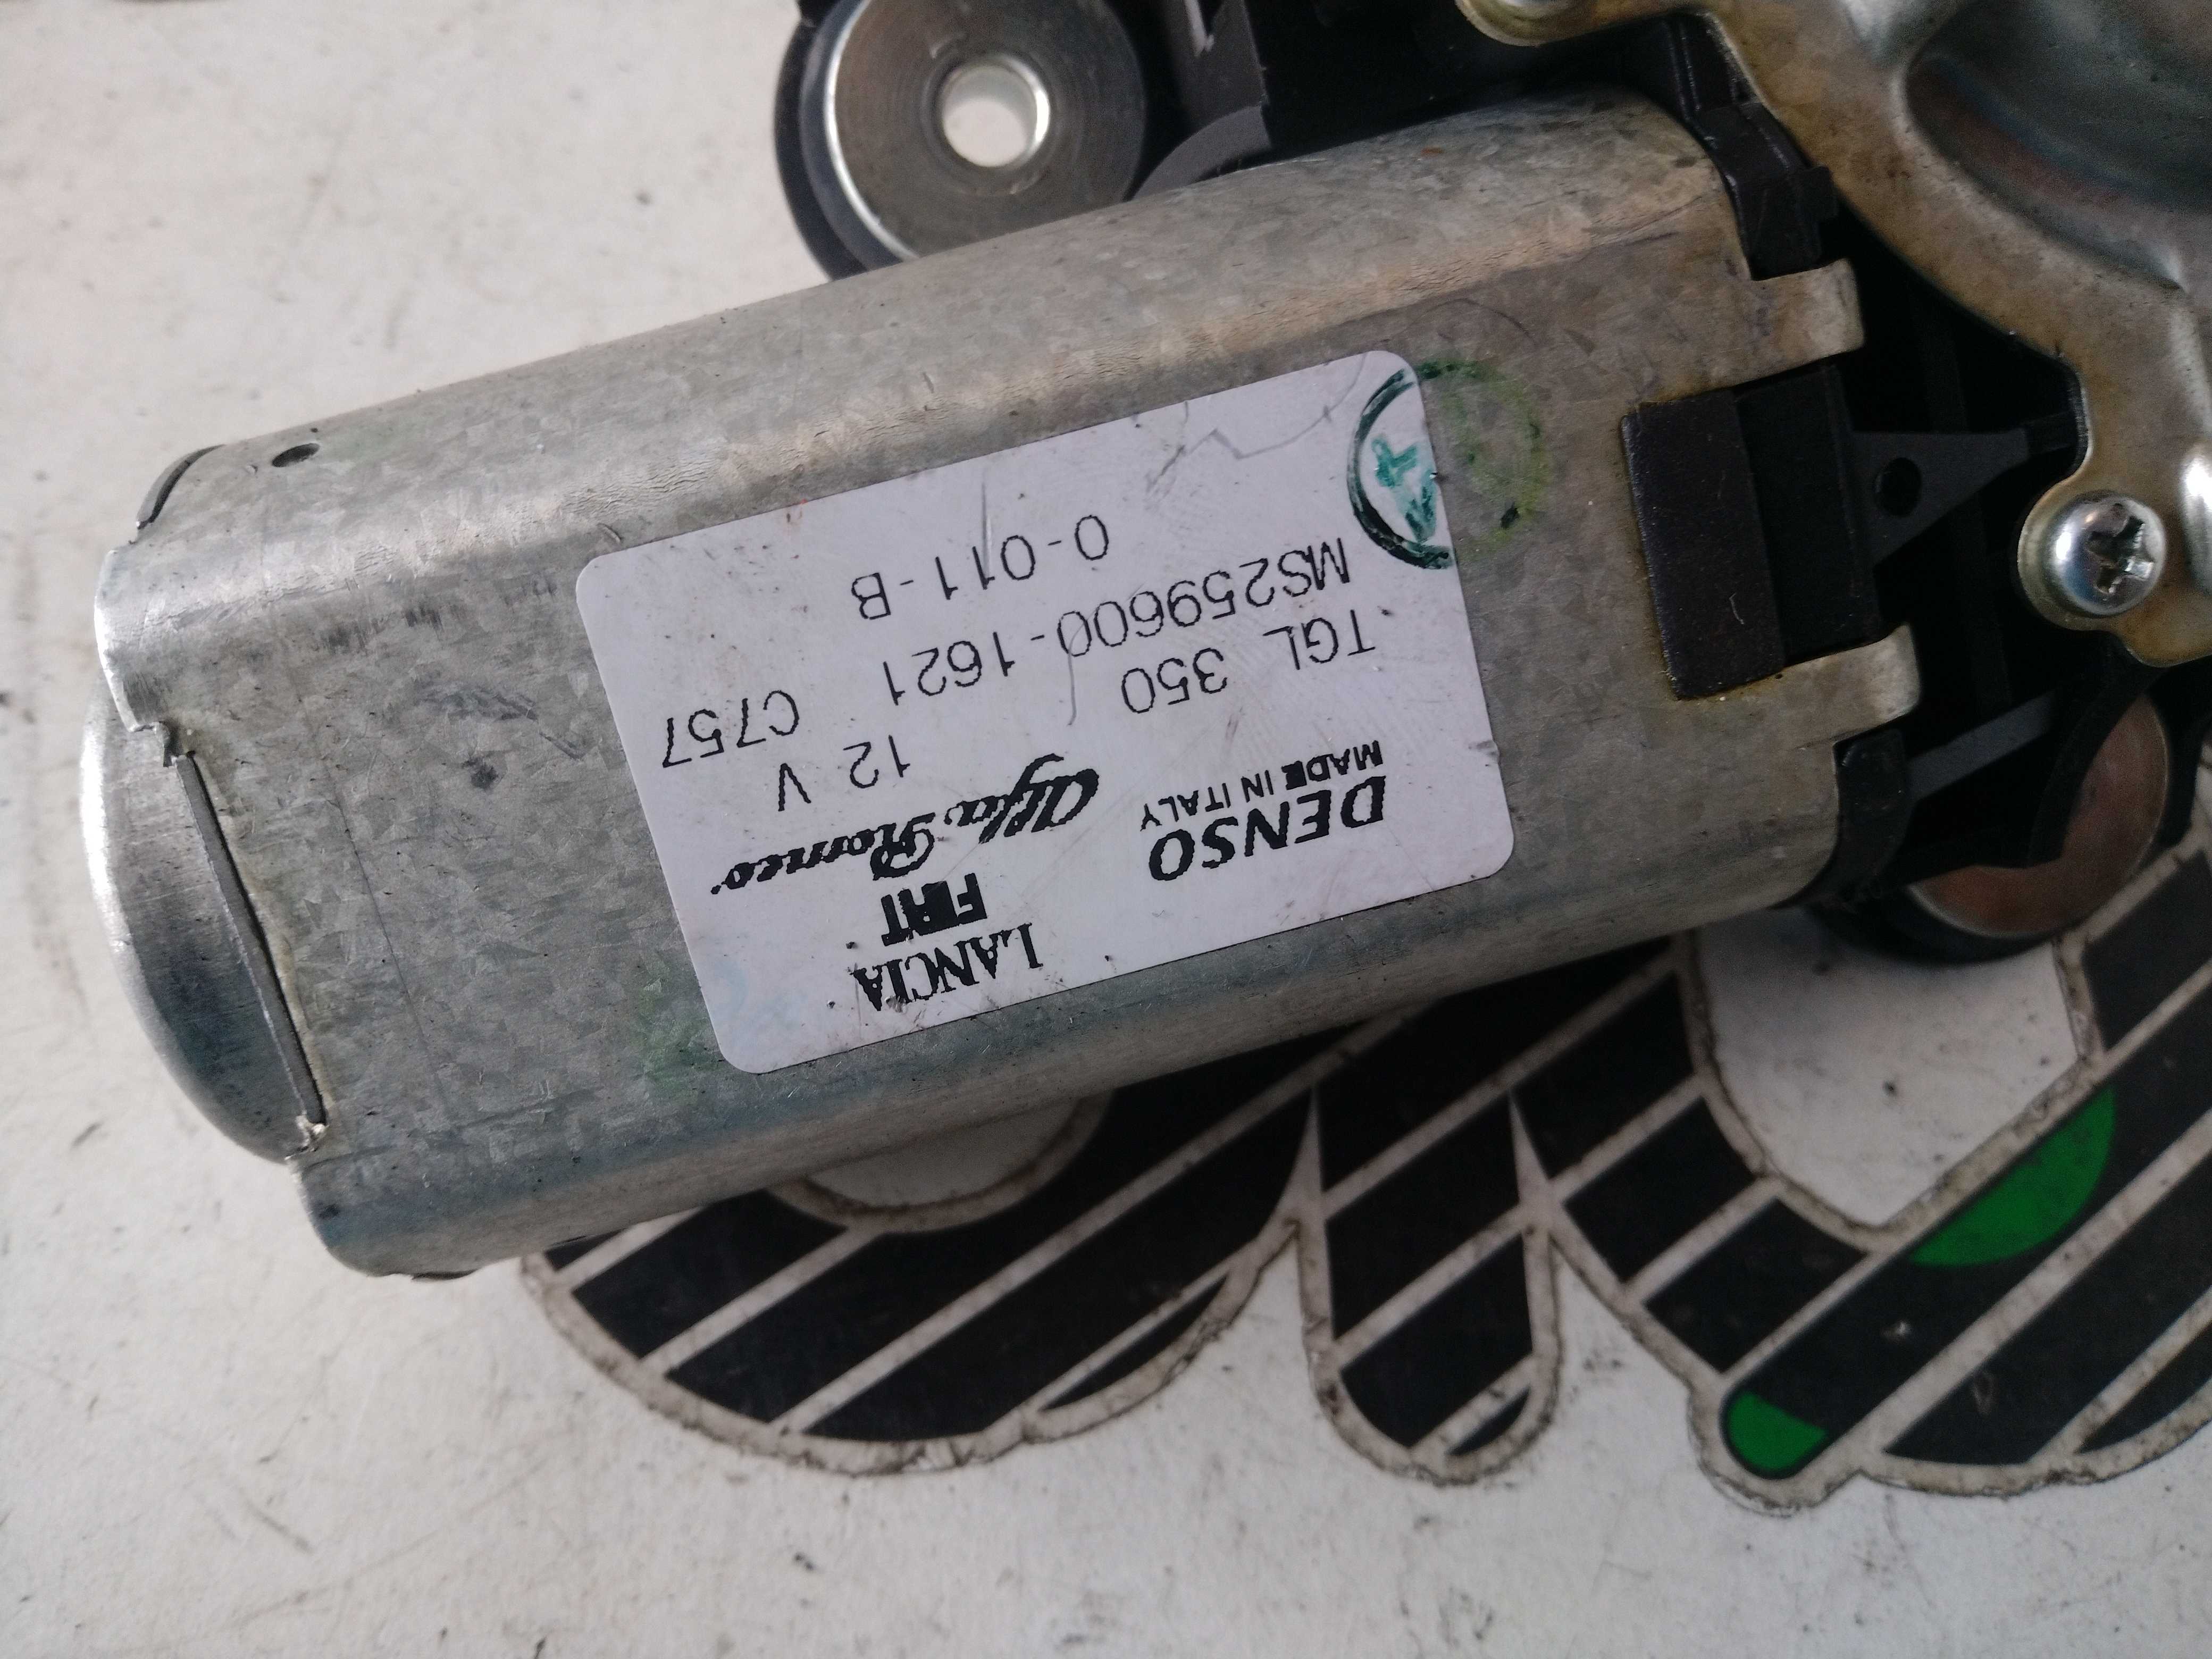 LANCIA
FIAT
DENSO Alfa Romeo
MADE IN ITALY
TGL 350 12 V
MS259600-1621 C757
0-011-B